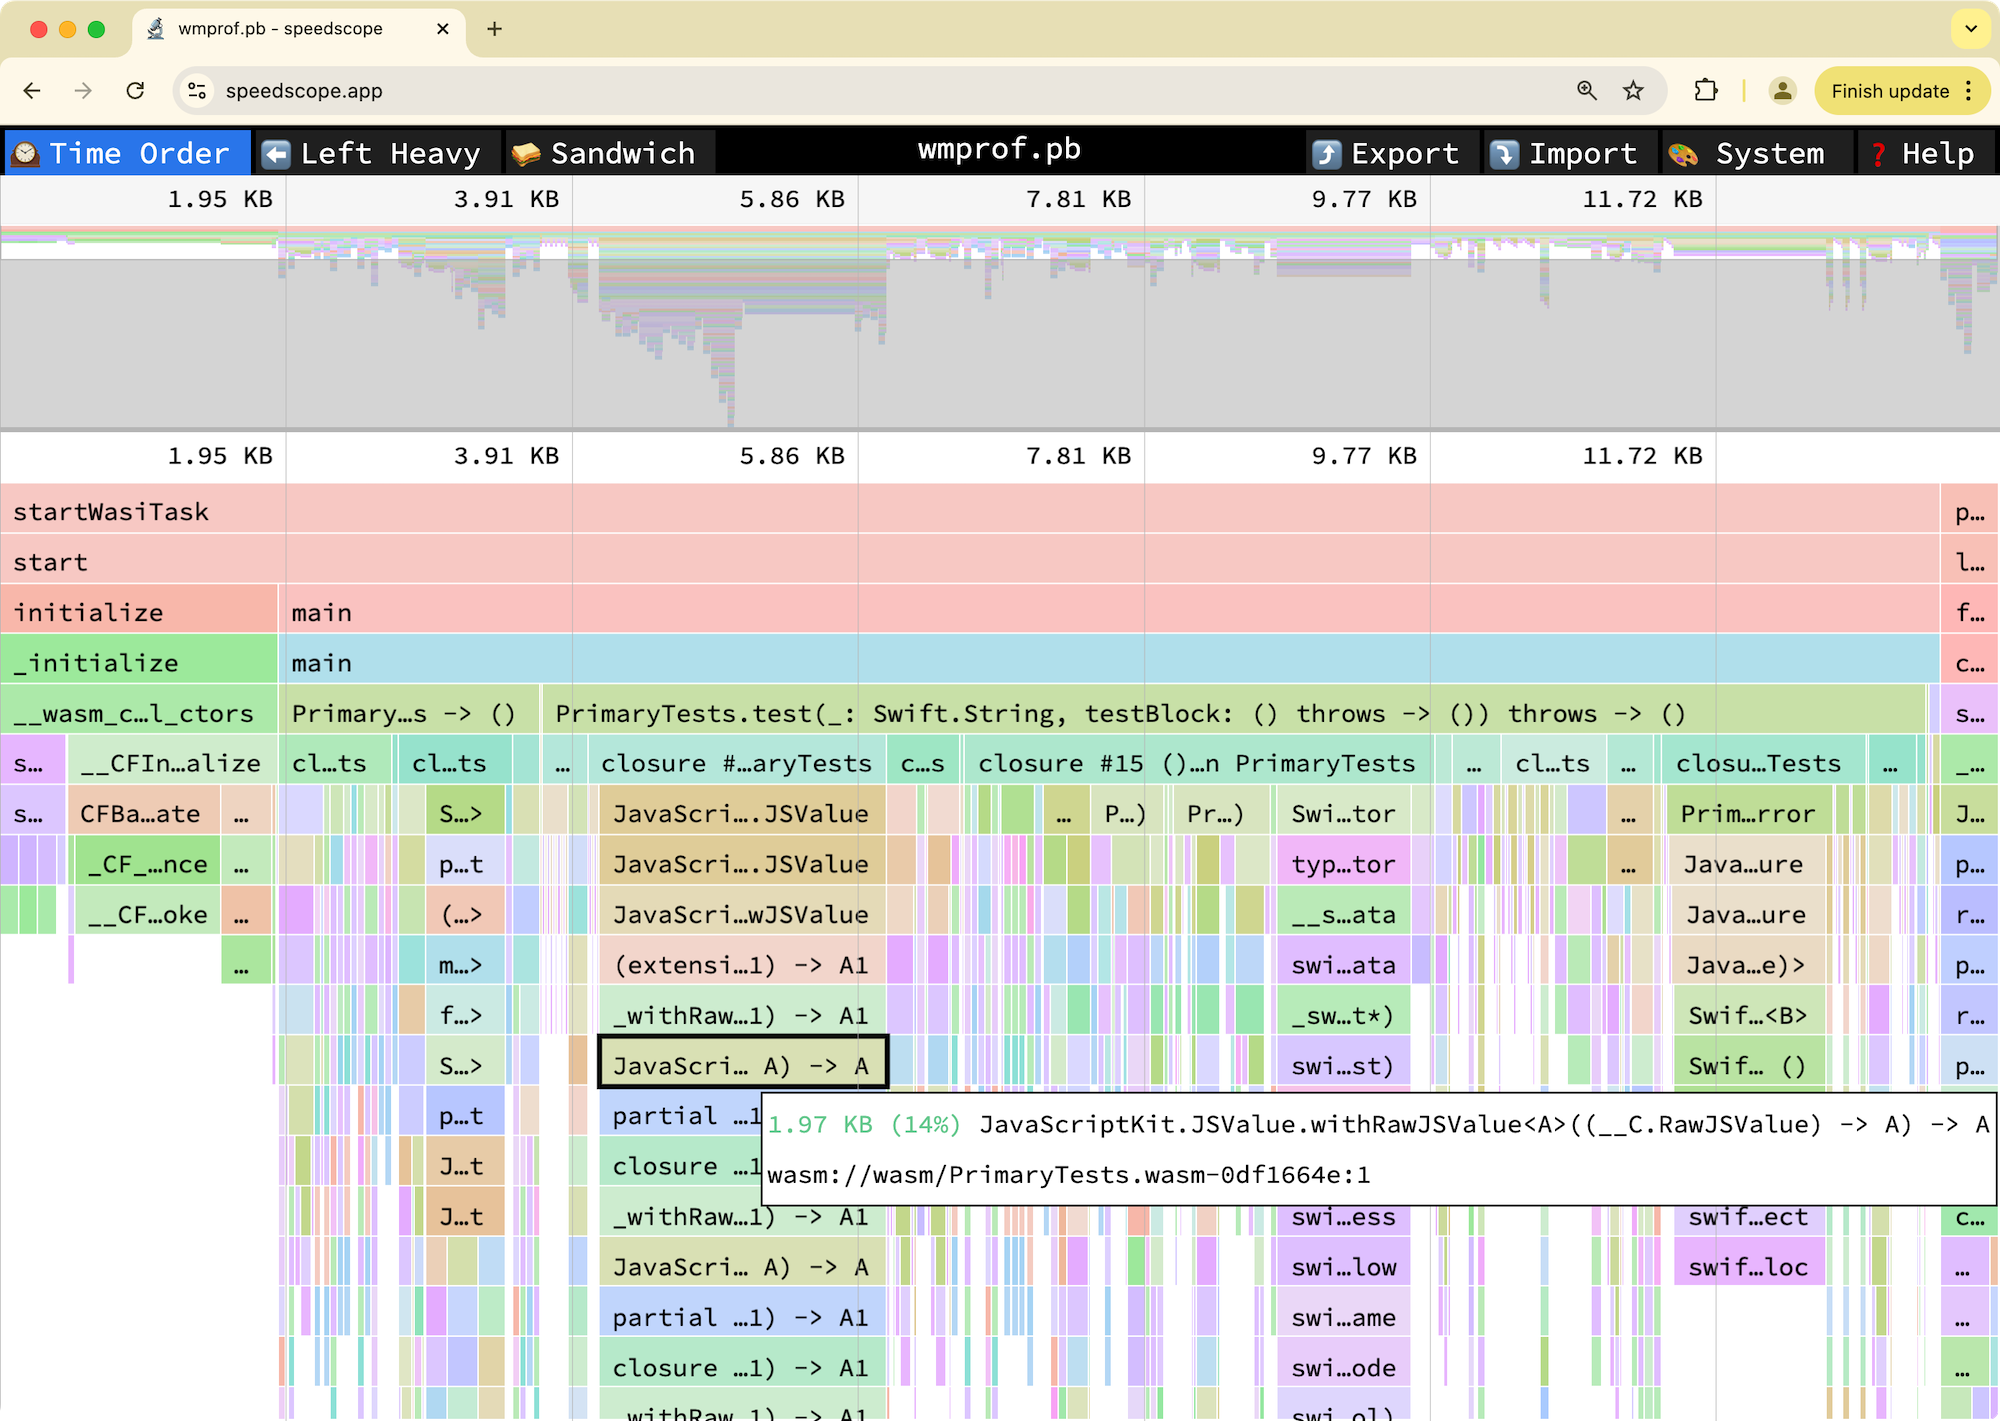 wmprof.pb - speedscope
speedscope.app
Finish update
Time Order
Left Heavy
Sandwich
wmprof.pb
Export
Import
System
? Help
1.95 KB 3.91 KB 5.86 KB 7.81 KB 9.77 KB 11.72 KB
1.95 KB 3.91 KB 5.86 KB 7.81 KB 9.77 KB 11.72 KB
startWasiTask p…
start l…
initialize main f…
_initialize main c…
__wasm_c…l_ctors Primary…s -> () PrimaryTests.test(_: Swift.String, testBlock: () throws -> ()) throws -> () s…
s… __CFIn…alize cl…ts cl…ts … closure #…aryTests c…s closure #15 ()…n PrimaryTests … cl…ts … closu…Tests … _…
s… CFBa…ate … S…> JavaScri….JSValue … P…) Pr…) Swi…tor … Prim…rror J…
_CF_…nce … p…t JavaScri….JSValue typ…tor … Java…ure p…
__CF…oke … (…> JavaScri…wJSValue __s…ata Java…ure r…
… m…> (extensi…1) -> A1 swi…ata Java…e)> p…
f…> _withRaw…1) -> A1 _sw…t*) Swif…<B> r…
S…> JavaScri… A) -> A swi…st) Swif… () p…
p…t partial …1
1.97 KB (14%) JavaScriptKit.JSValue.withRawJSValue<A>((__C.RawJSValue) -> A) -> A
J…t closure …1
wasm://wasm/PrimaryTests.wasm-0df1664e:1
J…t _withRaw…1) -> A1 swi…ess swif…ect c…
JavaScri… A) -> A swi…low swif…loc …
partial …1) -> A1 swi…ame …
closure …1) -> A1 swi…ode …
withRaw…1) -> A1 swi…ol)